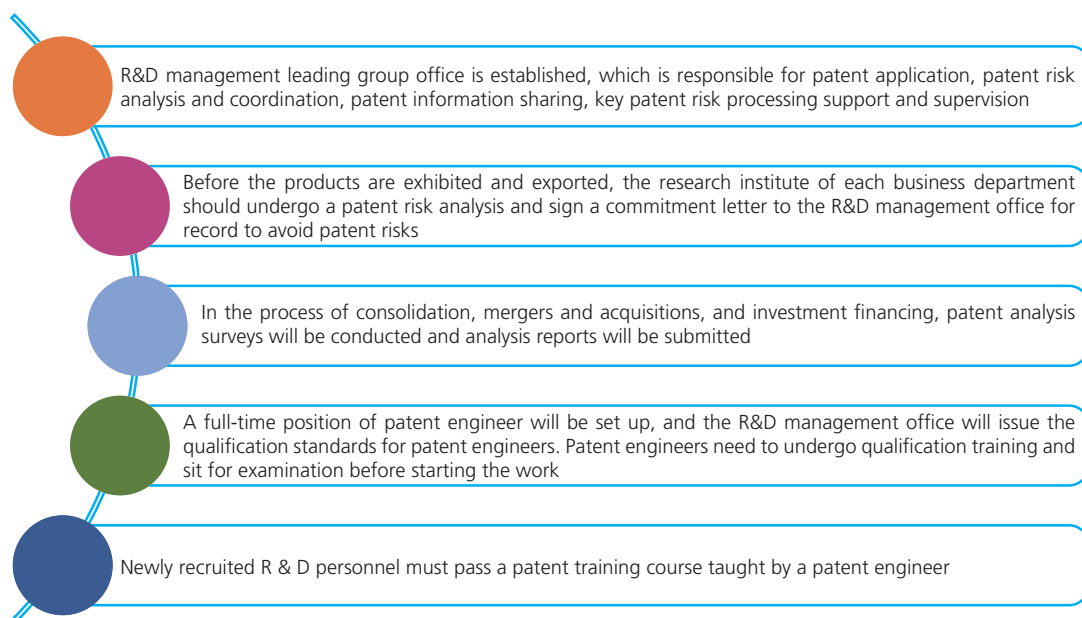 R&D management leading group office is established, which is responsible for patent application, patent risk
analysis and coordination, patent information sharing, key patent risk processing support and supervision
Before the products are exhibited and exported, the research institute of each business department
should undergo a patent risk analysis and sign a commitment letter to the R&D management office for
record to avoid patent risks
In the process of consolidation, mergers and acquisitions, and investment financing, patent analysis
surveys will be conducted and analysis reports will be submitted
A full-time position of patent engineer will be set up, and the R&D management office will issue the
qualification standards for patent engineers. Patent engineers need to undergo qualification training and
sit for examination before starting the work
Newly recruited R & D personnel must pass a patent training course taught by a patent engineer